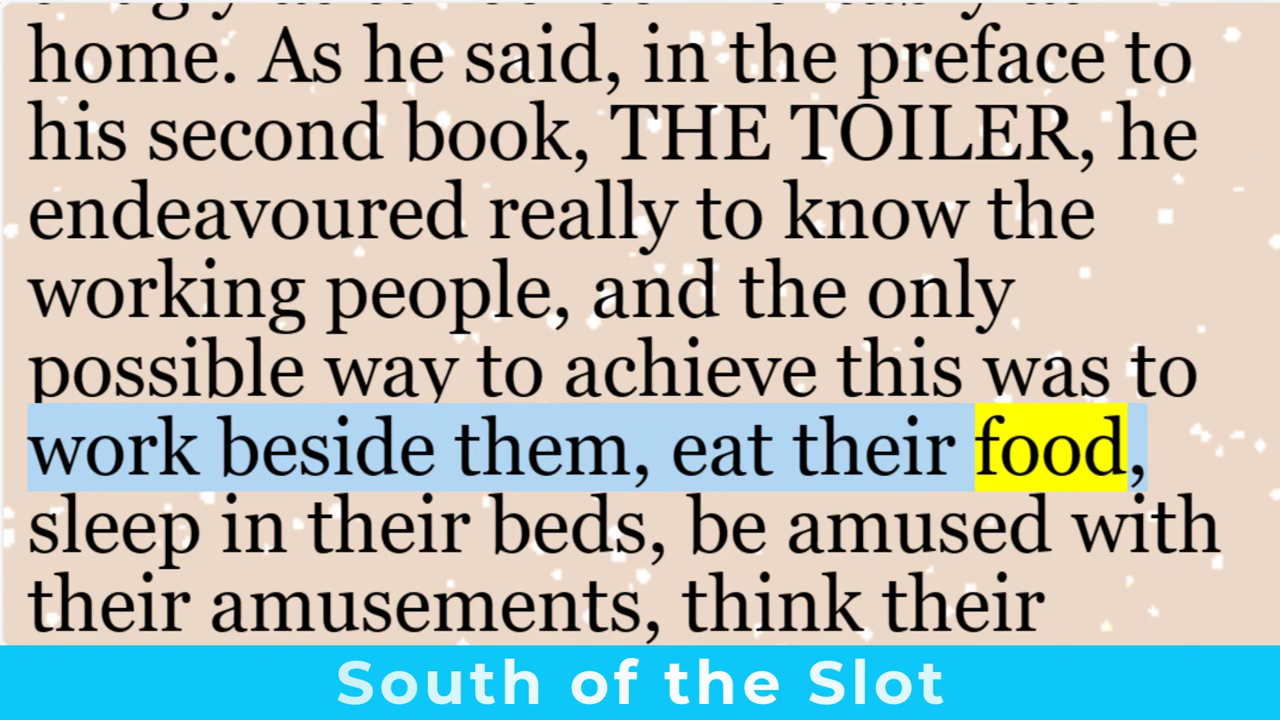 home. As he said, in the preface to
his second book, THE TOILER, he
endeavoured really to know the
working people, and the only
possible way to achieve this was to
work beside them, eat their food,
sleep in their beds, be amused with
their amusements, think their
South of the Slot